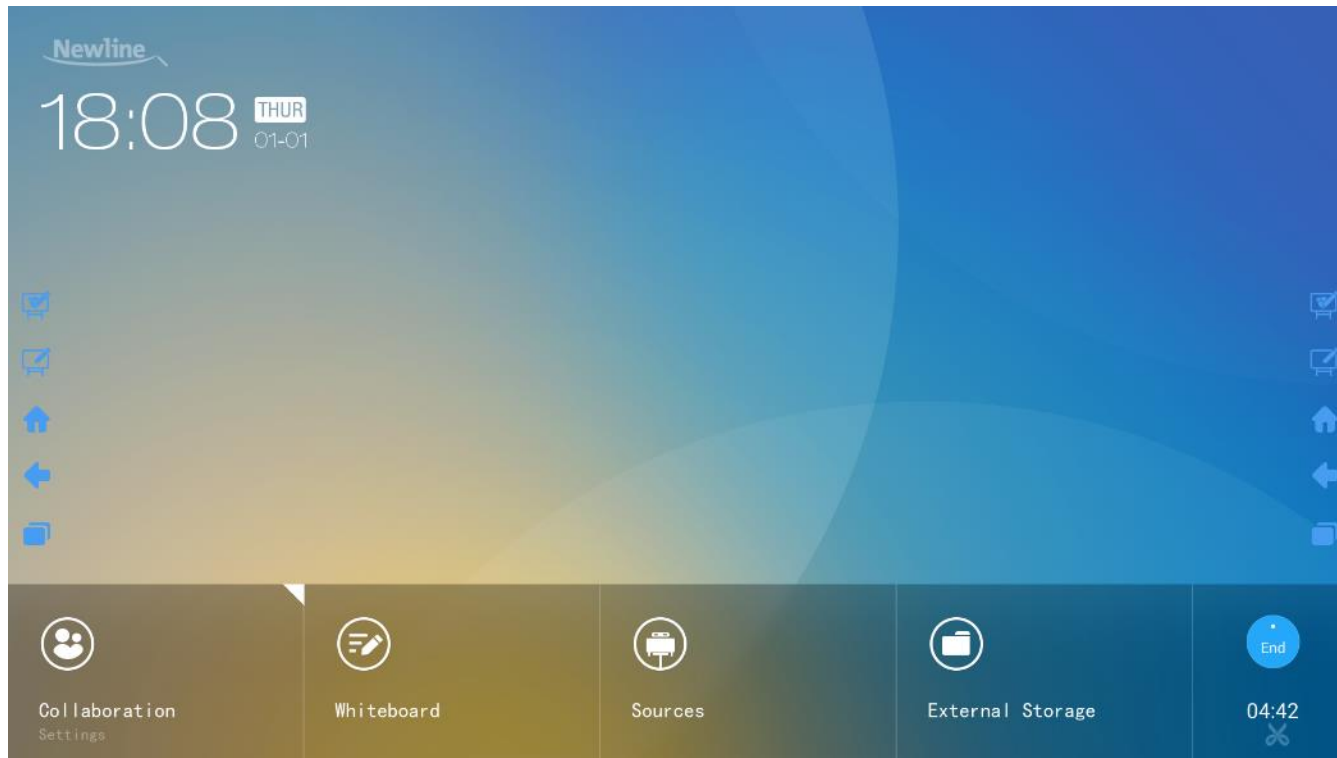 Newline
18:08 THUR
01-01
Collaboration
Settings
Whiteboard
Sources
External Storage
End
04:42